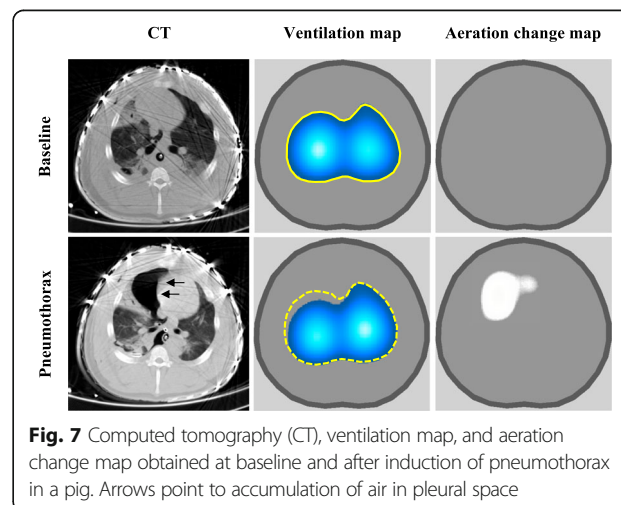 CT
Ventilation map
Aeration change map
Baseline
Pneumothorax
Fig. 7 Computed tomography (CT), ventilation map, and aeration
change map obtained at baseline and after induction of pneumothorax
in a pig. Arrows point to accumulation of air in pleural space